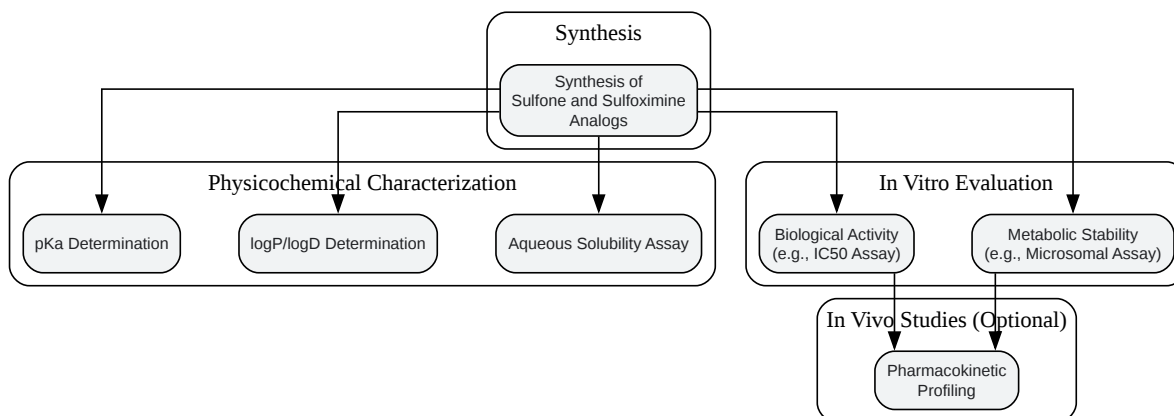 Synthesis
Synthesis of
Sulfone and Sulfoximine
Analogs
Physicochemical Characterization
pKa Determination
logP/logD Determination
Aqueous Solubility Assay
In Vitro Evaluation
Biological Activity
(e.g., IC50 Assay)
Metabolic Stability
(e.g., Microsomal Assay)
In Vivo Studies (Optional)
Pharmacokinetic
Profiling